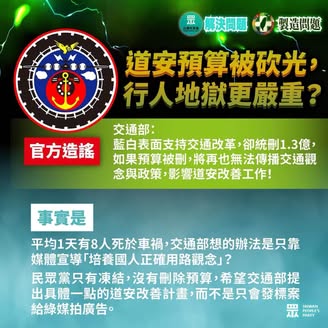 眾 解決問題 製造問題
道安預算被砍光，
行人地獄更嚴重？
官方造謠
交通部：
藍白表面支持交通改革，卻統刪1.3億，
如果預算被刪，將再也無法傳播交通觀
念與政策，影響道安改善工作！
事實是
平均1天有8人死於車禍，交通部想的辦法是只靠
媒體宣導「培養國人正確用路觀念」？
民眾黨只有凍結，沒有刪除預算，希望交通部提
出具體一點的道安改善計畫，而不是只會發標案
給綠媒拍廣告。
眾 TAIWAN
PEOPLE'S
PARTY